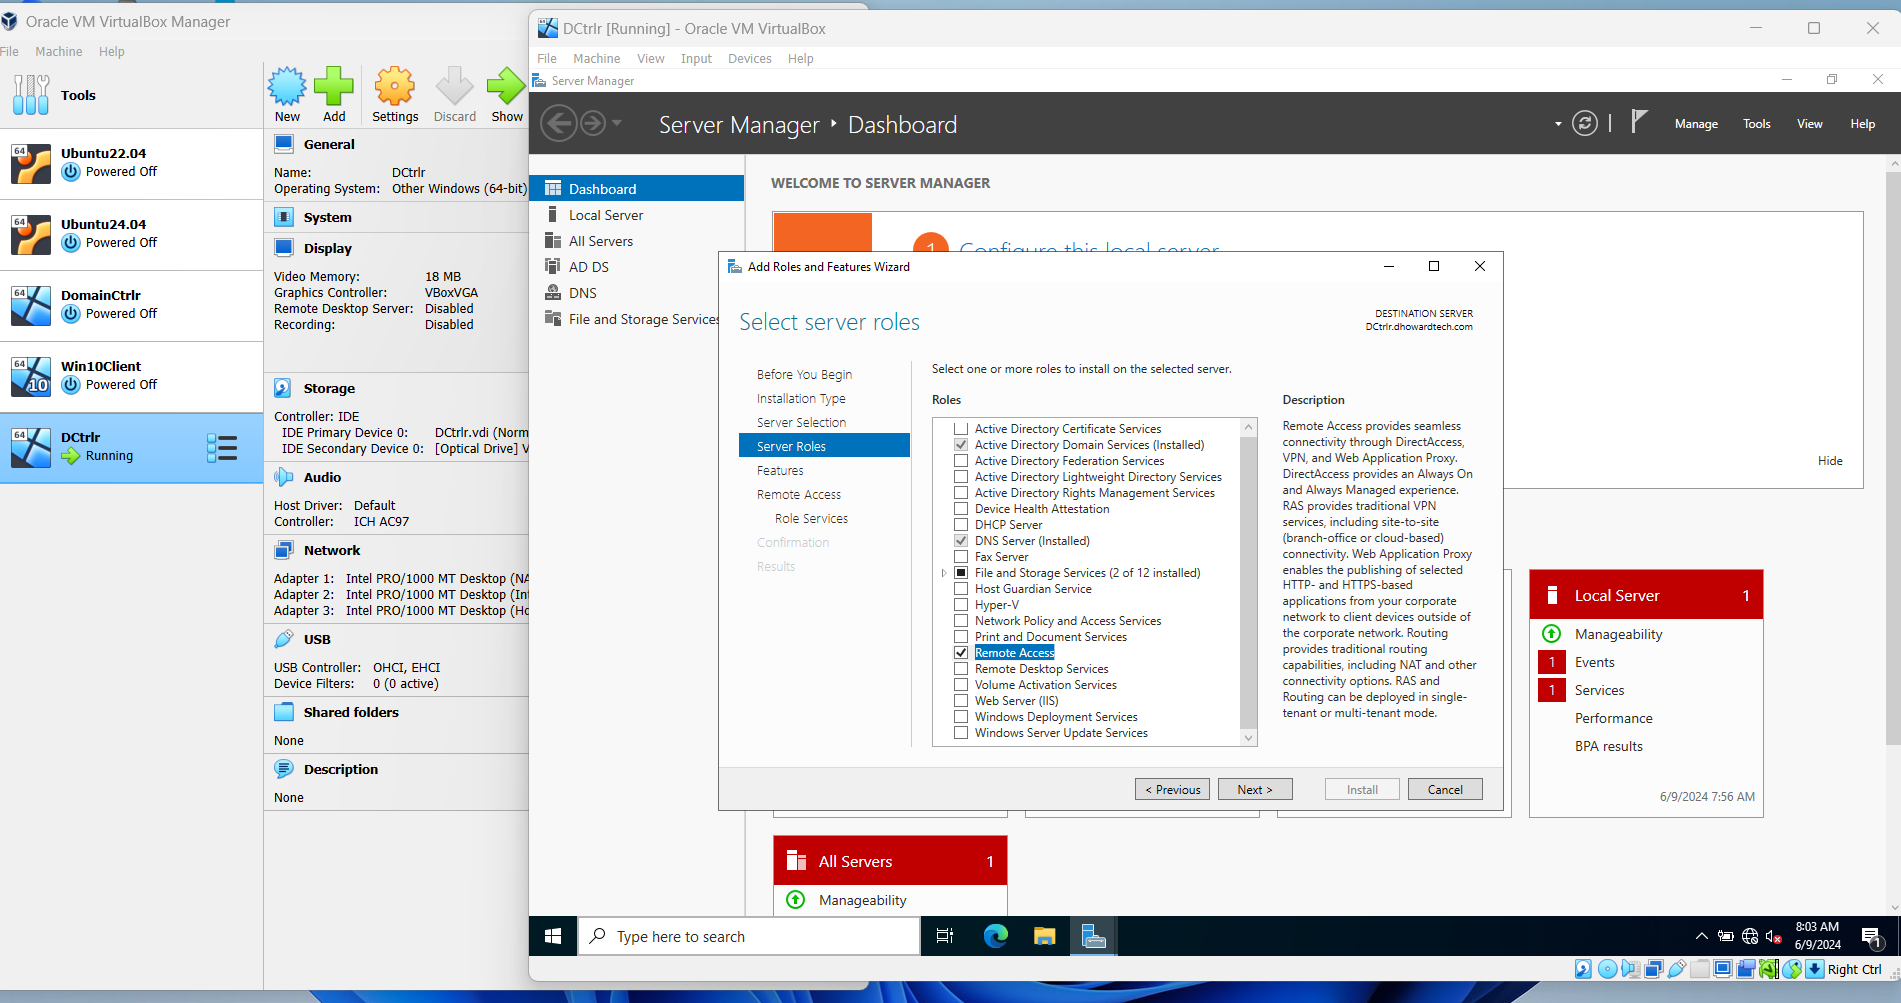 Oracle VM VirtualBox Manager
File Machine Help
Tools
Ubuntu22.04
Powered Off
Ubuntu24.04
Powered Off
DomainCtrlr
Powered Off
Win10Client
Powered Off
DCtrlr
Running
New Add Settings Discard Show
General
Name: DCtrlr
Operating System: Other Windows (64-bit)
System
Display
Video Memory: 18 MB
Graphics Controller: VBoxVGA
Remote Desktop Server: Disabled
Recording: Disabled
Storage
Controller: IDE
IDE Primary Device 0: DCtrlr.vdi (Norm
IDE Secondary Device 0: [Optical Drive] V
Audio
Host Driver: Default
Controller: ICH AC97
Network
Adapter 1: Intel PRO/1000 MT Desktop (NA
Adapter 2: Intel PRO/1000 MT Desktop (Int
Adapter 3: Intel PRO/1000 MT Desktop (Ho
USB
USB Controller: OHCI, EHCI
Device Filters: 0 (0 active)
Shared folders
None
Description
None
DCtrlr [Running] - Oracle VM VirtualBox
File Machine View Input Devices Help
Server Manager
Server Manager ‣ Dashboard
Manage Tools View Help
Dashboard
Local Server
All Servers
AD DS
DNS
File and Storage Services
WELCOME TO SERVER MANAGER
1 Configure this local server
Hide
Add Roles and Features Wizard
Select server roles
DESTINATION SERVER
DCtrlr.dhowardtech.com
Before You Begin
Installation Type
Server Selection
Server Roles
Features
Remote Access
Role Services
Confirmation
Results
Select one or more roles to install on the selected server.
Roles
Active Directory Certificate Services
Active Directory Domain Services (Installed)
Active Directory Federation Services
Active Directory Lightweight Directory Services
Active Directory Rights Management Services
Device Health Attestation
DHCP Server
DNS Server (Installed)
Fax Server
File and Storage Services (2 of 12 installed)
Host Guardian Service
Hyper-V
Network Policy and Access Services
Print and Document Services
Remote Access
Remote Desktop Services
Volume Activation Services
Web Server (IIS)
Windows Deployment Services
Windows Server Update Services
Description
Remote Access provides seamless
connectivity through DirectAccess,
VPN, and Web Application Proxy.
DirectAccess provides an Always On
and Always Managed experience.
RAS provides traditional VPN
services, including site-to-site
(branch-office or cloud-based)
connectivity. Web Application Proxy
enables the publishing of selected
HTTP- and HTTPS-based
applications from your corporate
network to client devices outside of
the corporate network. Routing
provides traditional routing
capabilities, including NAT and other
connectivity options. RAS and
Routing can be deployed in single-
tenant or multi-tenant mode.
< Previous Next > Install Cancel
Local Server 1
Manageability
1 Events
1 Services
Performance
BPA results
6/9/2024 7:56 AM
All Servers 1
Manageability
Type here to search
8:03 AM
6/9/2024
1
Right Ctrl